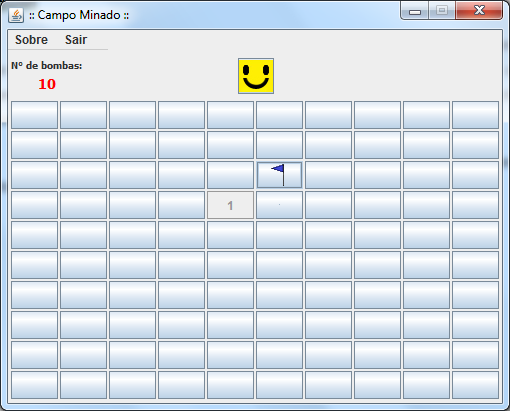 :: Campo Minado ::
Sobre Sair
Nº de bombas:
10
1